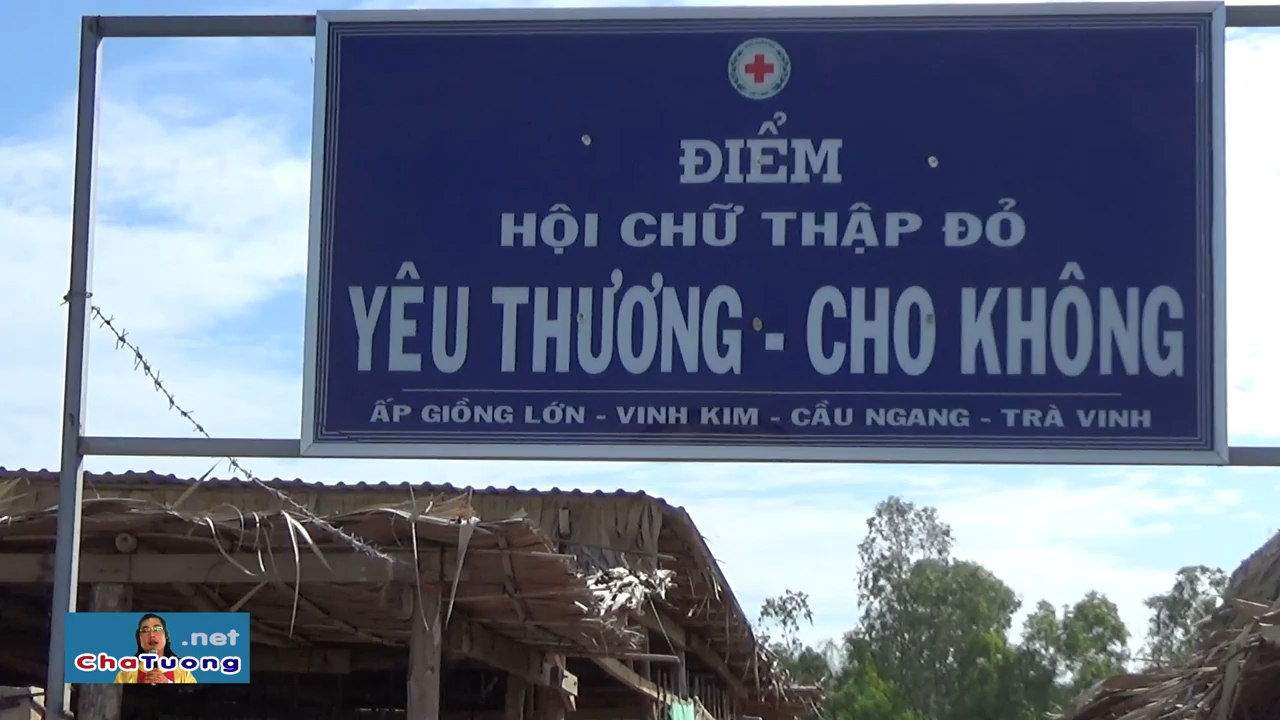 ĐIỂM
HỘI CHỮ THẬP ĐỎ
YÊU THƯƠNG - CHO KHÔNG
ẤP GIỒNG LỚN - VINH KIM - CẦU NGANG - TRÀ VINH
.net
ChaTuong